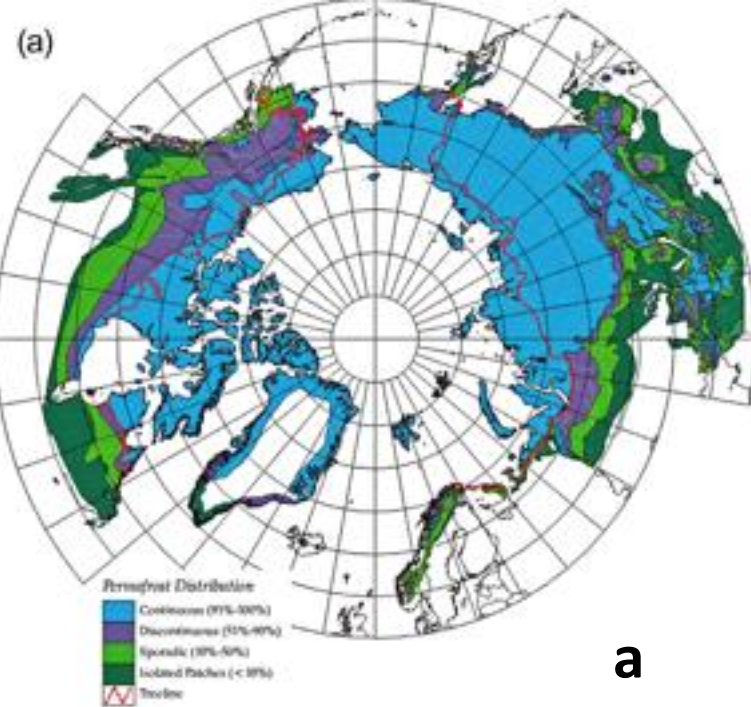 (a)
Permafrost Distribution
Continuous (91%-100%)
Discontinuous (51%-90%)
Sporadic (10%-50%)
Isolated Patches (< 10%)
Treeline
a